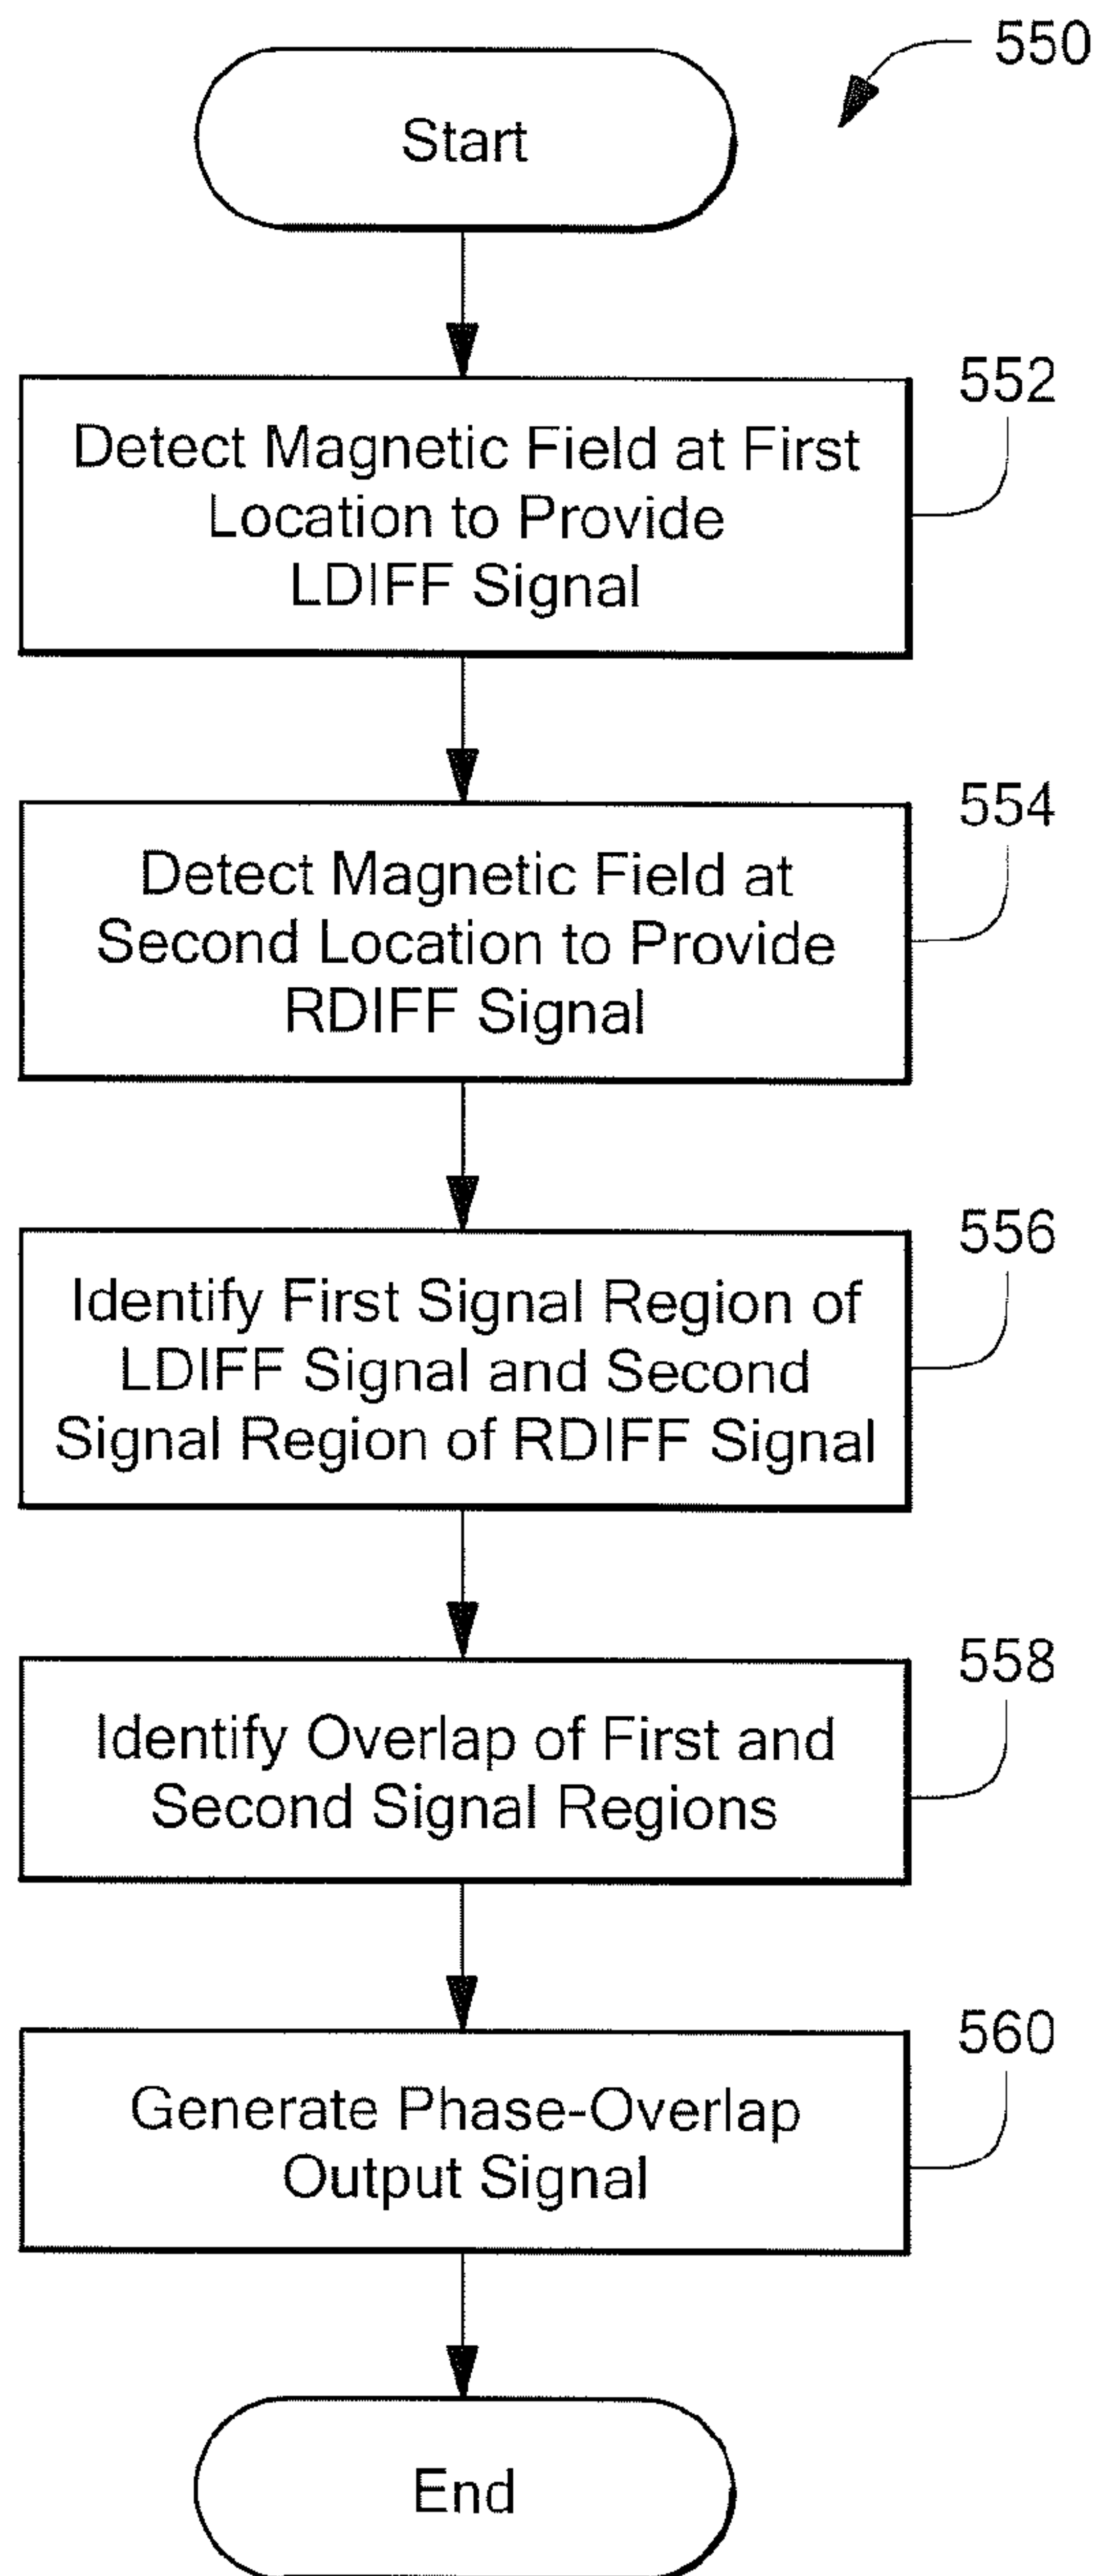 550
Start
552
Detect Magnetic Field at First
Location to Provide
LDIFF Signal
554
Detect Magnetic Field at
Second Location to Provide
RDIFF Signal
556
Identify First Signal Region of
LDIFF Signal and Second
Signal Region of RDIFF Signal
558
Identify Overlap of First and
Second Signal Regions
560
Generate Phase-Overlap
Output Signal
End